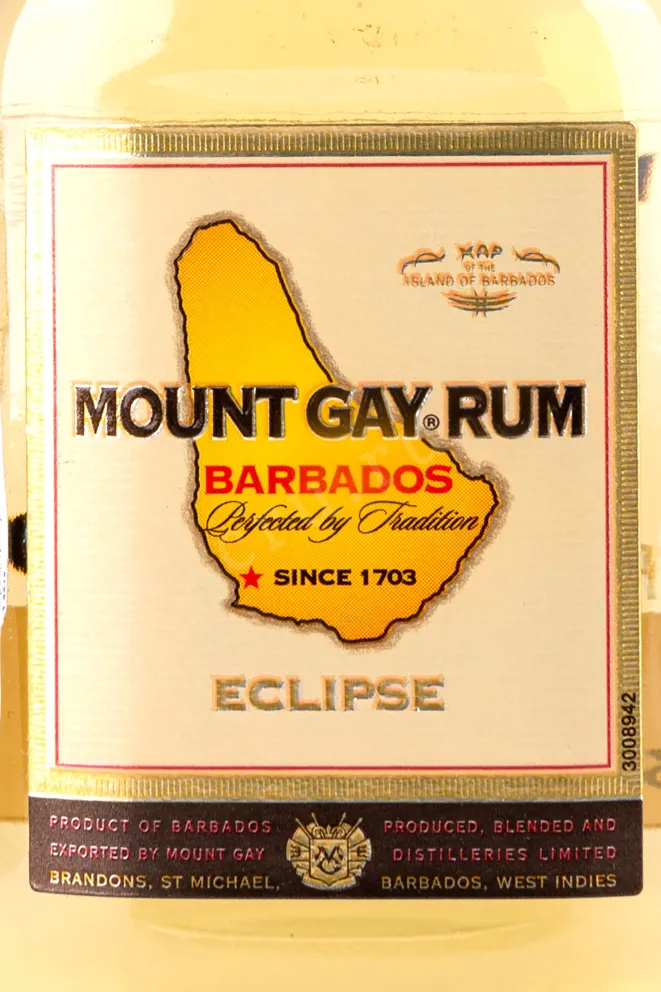 MAP
OF THE
ISLAND OF BARBADOS
MOUNT GAY® RUM
BARBADOS
Perfected by Tradition
★ SINCE 1703
ECLIPSE
3008942
PRODUCT OF BARBADOS PRODUCED, BLENDED AND
EXPORTED BY MOUNT GAY DISTILLERIES LIMITED
BRANDONS, ST MICHAEL, BARBADOS, WEST INDIES